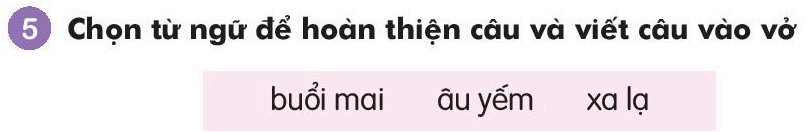 5 Chọn từ ngữ để hoàn thiện câu và viết câu vào vở
buổi mai âu yếm xa lạ